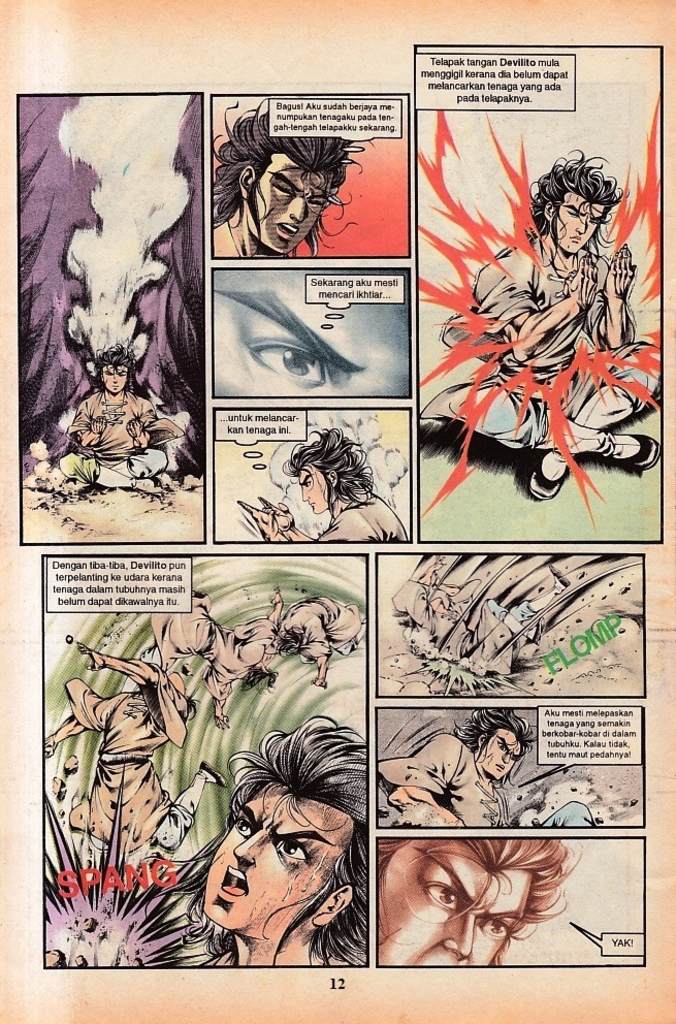 Bagus! Aku sudah berjaya me-
numpukan tenagaku pada ten-
gah-tengah telapakku sekarang.
Sekarang aku mesti
mencari ikhtiar...
...untuk melancar-
kan tenaga ini.
Telapak tangan Devilito mula
menggigil kerana dia belum dapat
melancarkan tenaga yang ada
pada telapaknya.
Dengan tiba-tiba, Devilito pun
terpelanting ke udara kerana
tenaga dalam tubuhnya masih
belum dapat dikawalnya itu.
SPANG
FLOMP
Aku mesti melepaskan
tenaga yang semakin
berkobar-kobar di dalam
tubuhku. Kalau tidak,
tentu maut padahnya!
YAK!
12